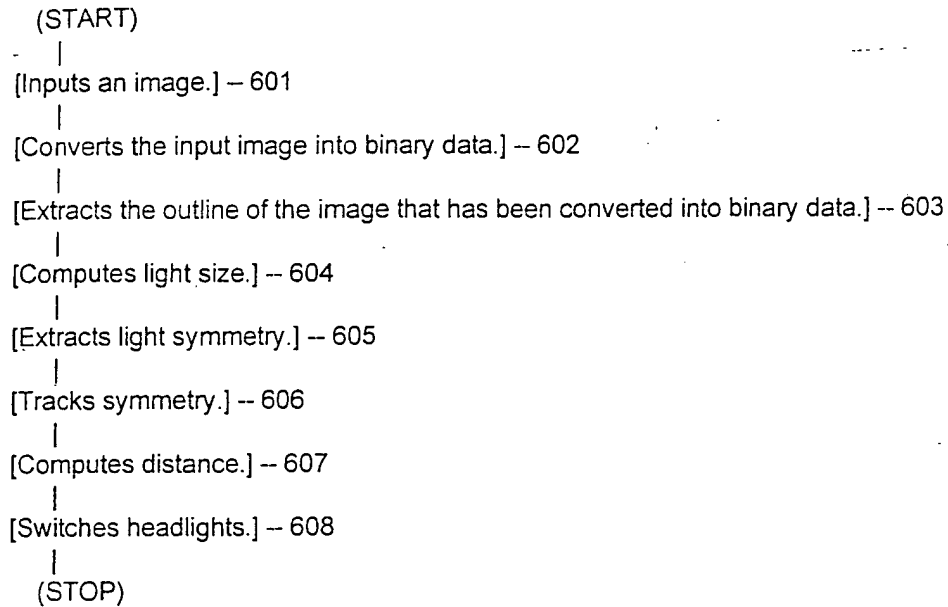 (START)
[Inputs an image.] – 601
[Converts the input image into binary data.] -- 602
[Extracts the outline of the image that has been converted into binary data.] -- 603
[Computes light size.] -- 604
[Extracts light symmetry.] -- 605
[Tracks symmetry.] -- 606
[Computes distance.] -- 607
[Switches headlights.] -- 608
(STOP)